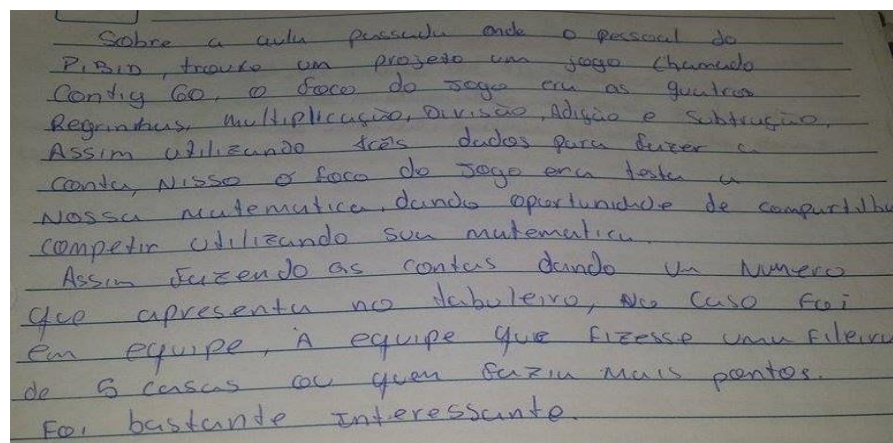 Sobre a aula passada onde o pessoal do
PIBID, trouxe um projeto um jogo chamado
Contig 60, o foco do jogo era as quatros
Regrinhas, multiplicação, Divisão, Adição e Subtração.
Assim utilizando três dados para fazer a
conta, Nisso o foco do jogo era testa a
Nossa matematica, dando oportunidade de compartilha
competir utilizando sua matematica.
Assim fazendo as contas dando um Numero
que apresenta no tabuleiro, No caso foi
em equipe, A equipe que fizesse uma fileira
de 5 casas ou quem fazia mais pontos.
Foi bastante Interessante.